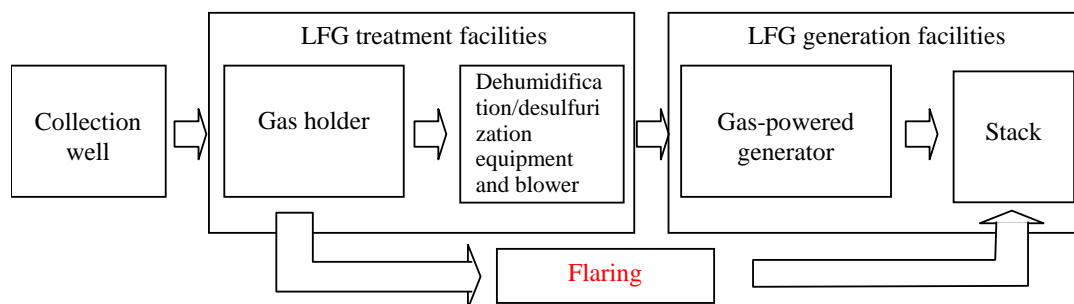 LFG treatment facilities
LFG generation facilities
Collection
well
Gas holder
Dehumidifica
tion/desulfuri
zation
equipment
and blower
Gas-powered
generator
Stack
Flaring